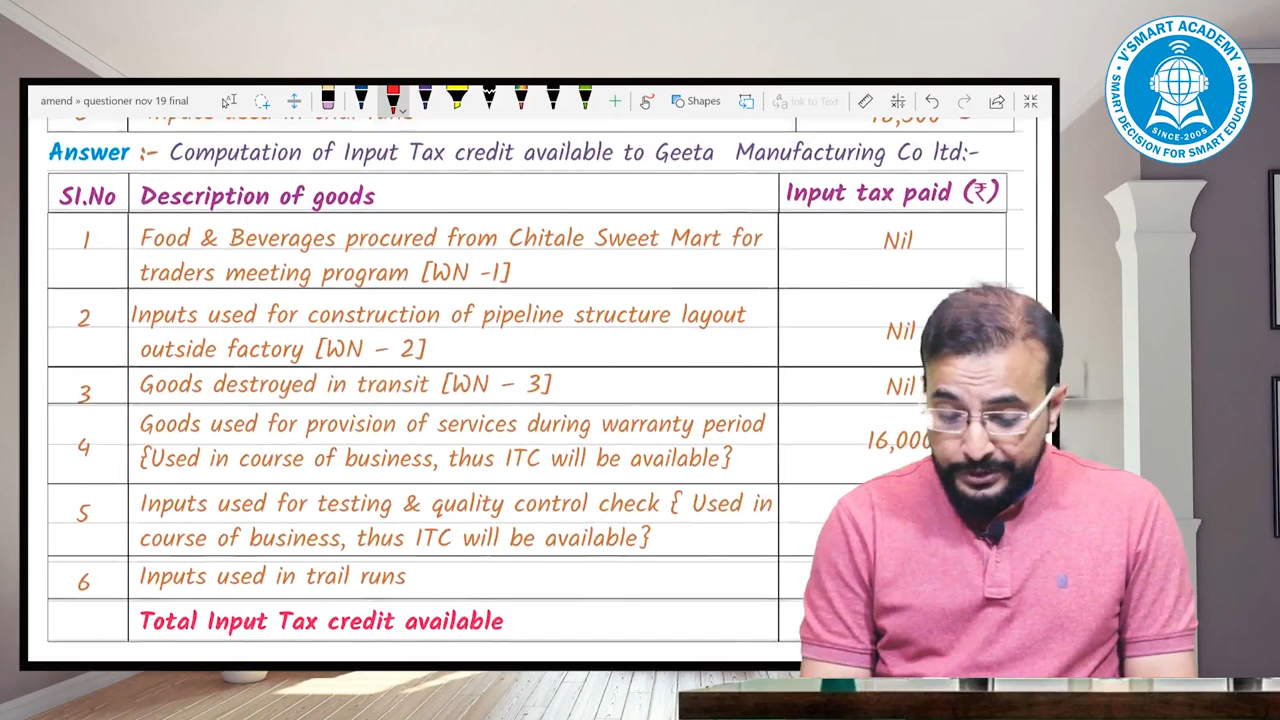 amend » questioner nov 19 final
Shapes
Ink to Text
Answer :- Computation of Input Tax credit available to Geeta Manufacturing Co ltd:-
Sl.No Description of goods Input tax paid (₹)
1 Food & Beverages procured from Chitale Sweet Mart for traders meeting program [WN -1] Nil
2 Inputs used for construction of pipeline structure layout outside factory [WN – 2] Nil
3 Goods destroyed in transit [WN – 3] Nil
4 Goods used for provision of services during warranty period {Used in course of business, thus ITC will be available} 16,000
5 Inputs used for testing & quality control check { Used in course of business, thus ITC will be available}
6 Inputs used in trail runs
Total Input Tax credit available
V'SMART ACADEMY
SINCE-2005
SMART DECISION FOR SMART EDUCATION